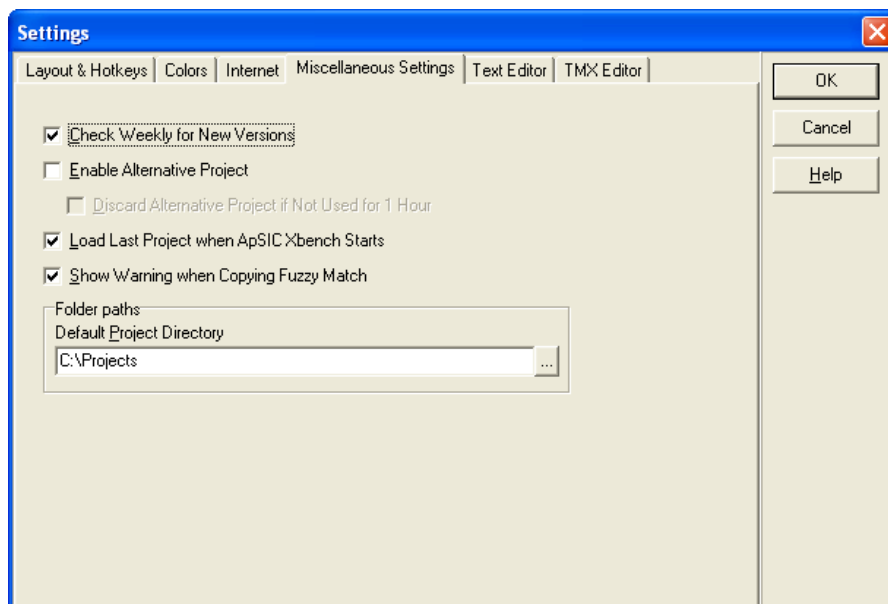 Settings
Layout & Hotkeys Colors Internet Miscellaneous Settings Text Editor TMX Editor
OK
Cancel
Help
Check Weekly for New Versions
Enable Alternative Project
Discard Alternative Project if Not Used for 1 Hour
Load Last Project when ApSIC Xbench Starts
Show Warning when Copying Fuzzy Match
Folder paths
Default Project Directory
C:\Projects
...